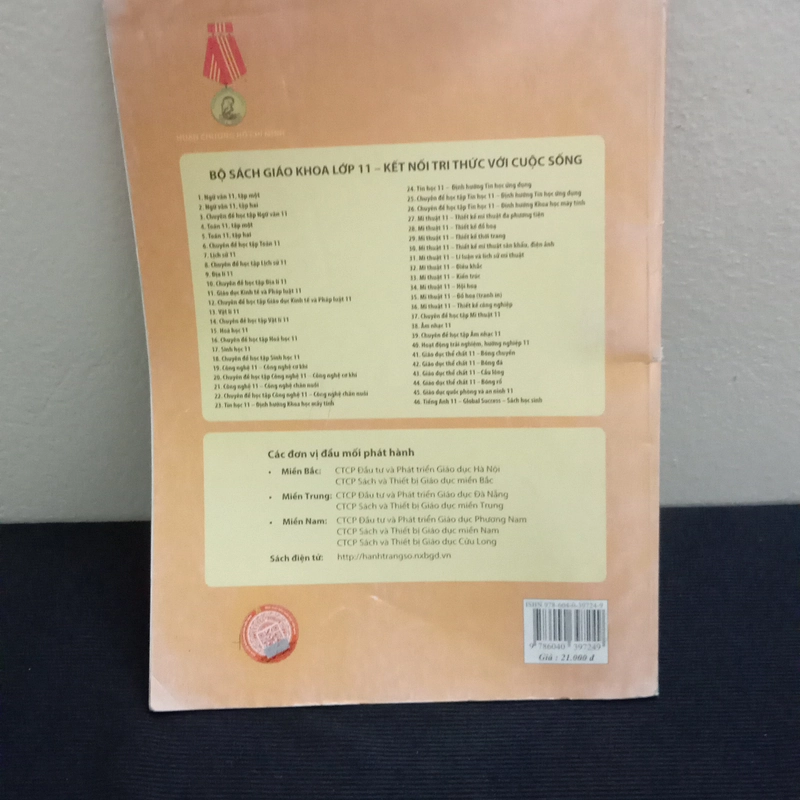 HUÂN CHƯƠNG HỒ CHÍ MINH
BỘ SÁCH GIÁO KHOA LỚP 11 – KẾT NỐI TRI THỨC VỚI CUỘC SỐNG
1. Ngữ văn 11, tập một
2. Ngữ văn 11, tập hai
3. Chuyên đề học tập Ngữ văn 11
4. Toán 11, tập một
5. Toán 11, tập hai
6. Chuyên đề học tập Toán 11
7. Lịch sử 11
8. Chuyên đề học tập Lịch sử 11
9. Địa lí 11
10. Chuyên đề học tập Địa lí 11
11. Giáo dục Kinh tế và Pháp luật 11
12. Chuyên đề học tập Giáo dục Kinh tế và Pháp luật 11
13. Vật lí 11
14. Chuyên đề học tập Vật lí 11
15. Hoá học 11
16. Chuyên đề học tập Hoá học 11
17. Sinh học 11
18. Chuyên đề học tập Sinh học 11
19. Công nghệ 11 – Công nghệ cơ khí
20. Chuyên đề học tập Công nghệ 11 – Công nghệ cơ khí
21. Công nghệ 11 – Công nghệ chăn nuôi
22. Chuyên đề học tập Công nghệ 11 – Công nghệ chăn nuôi
23. Tin học 11 – Định hướng Khoa học máy tính
24. Tin học 11 – Định hướng Tin học ứng dụng
25. Chuyên đề học tập Tin học 11 – Định hướng Tin học ứng dụng
26. Chuyên đề học tập Tin học 11 – Định hướng Khoa học máy tính
27. Mĩ thuật 11 – Thiết kế mĩ thuật đa phương tiện
28. Mĩ thuật 11 – Thiết kế đồ hoạ
29. Mĩ thuật 11 – Thiết kế thời trang
30. Mĩ thuật 11 – Thiết kế mĩ thuật sân khấu, điện ảnh
31. Mĩ thuật 11 – Lí luận và lịch sử mĩ thuật
32. Mĩ thuật 11 – Điêu khắc
33. Mĩ thuật 11 – Kiến trúc
34. Mĩ thuật 11 – Hội hoạ
35. Mĩ thuật 11 – Đồ hoạ (tranh in)
36. Mĩ thuật 11 – Thiết kế công nghiệp
37. Chuyên đề học tập Mĩ thuật 11
38. Âm nhạc 11
39. Chuyên đề học tập Âm nhạc 11
40. Hoạt động trải nghiệm, hướng nghiệp 11
41. Giáo dục thể chất 11 – Bóng chuyền
42. Giáo dục thể chất 11 – Bóng đá
43. Giáo dục thể chất 11 – Cầu lông
44. Giáo dục thể chất 11 – Bóng rổ
45. Giáo dục quốc phòng và an ninh 11
46. Tiếng Anh 11 – Global Success – Sách học sinh
Các đơn vị đầu mối phát hành
• Miền Bắc: CTCP Đầu tư và Phát triển Giáo dục Hà Nội
CTCP Sách và Thiết bị Giáo dục miền Bắc
• Miền Trung: CTCP Đầu tư và Phát triển Giáo dục Đà Nẵng
CTCP Sách và Thiết bị Giáo dục miền Trung
• Miền Nam: CTCP Đầu tư và Phát triển Giáo dục Phương Nam
CTCP Sách và Thiết bị Giáo dục miền Nam
CTCP Sách và Thiết bị Giáo dục Cửu Long
Sách điện tử: http://hanhtrangso.nxbgd.vn
ISBN 978-604-0-39724-9
9 786040 397249
Giá : 21.000 đ